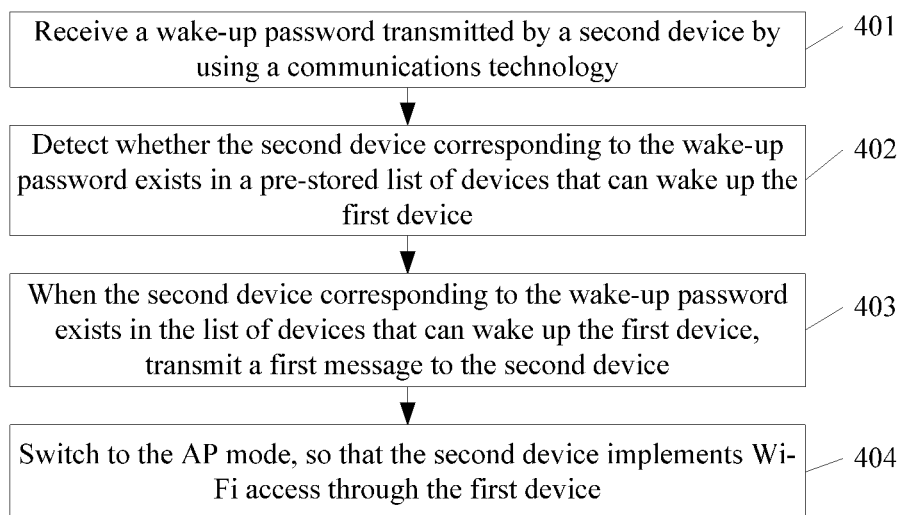 Receive a wake-up password transmitted by a second device by
using a communications technology
401
Detect whether the second device corresponding to the wake-up
password exists in a pre-stored list of devices that can wake up the
first device
402
When the second device corresponding to the wake-up password
exists in the list of devices that can wake up the first device,
transmit a first message to the second device
403
Switch to the AP mode, so that the second device implements Wi-
Fi access through the first device
404